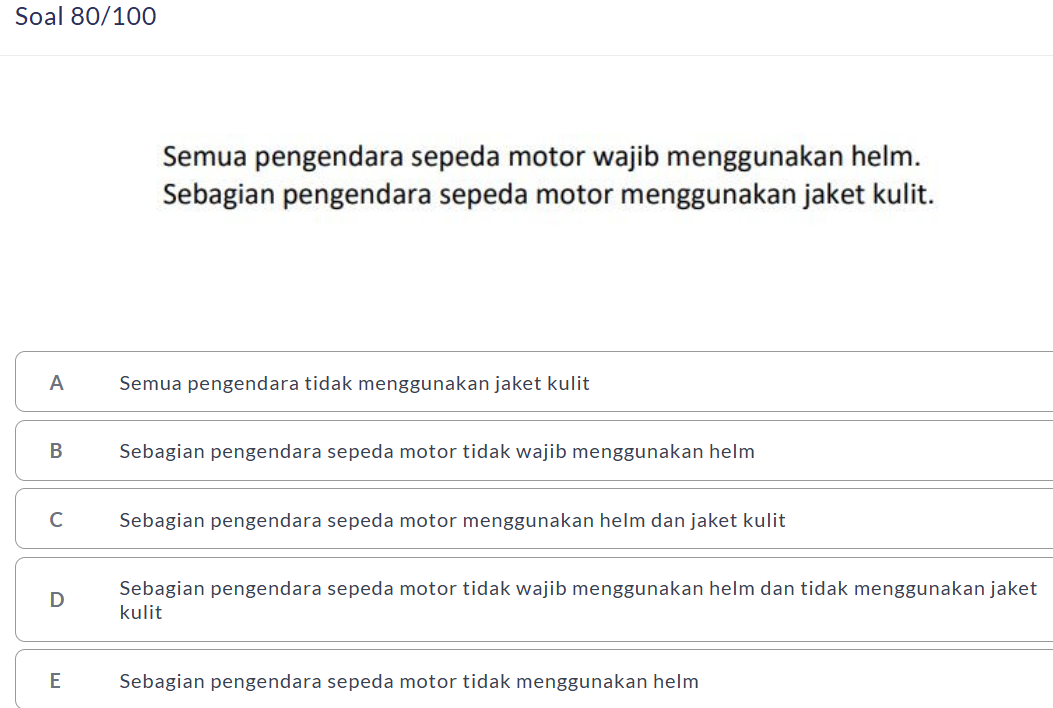 Soal 80/100
Semua pengendara sepeda motor wajib menggunakan helm.
Sebagian pengendara sepeda motor menggunakan jaket kulit.
A Semua pengendara tidak menggunakan jaket kulit
B Sebagian pengendara sepeda motor tidak wajib menggunakan helm
C Sebagian pengendara sepeda motor menggunakan helm dan jaket kulit
D Sebagian pengendara sepeda motor tidak wajib menggunakan helm dan tidak menggunakan jaket
kulit
E Sebagian pengendara sepeda motor tidak menggunakan helm